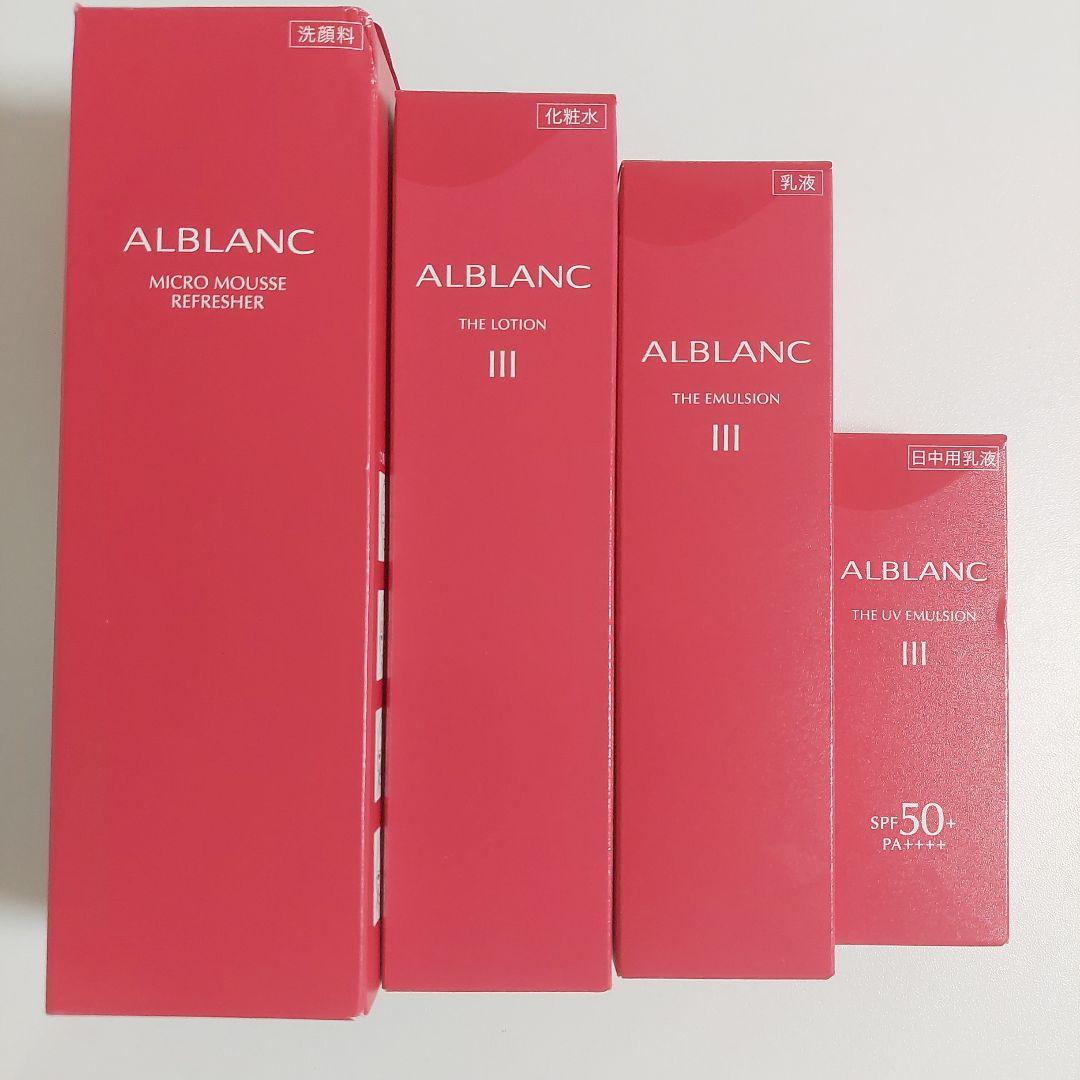 洗顔料
ALBLANC
MICRO MOUSSE
REFRESHER
化粧水
ALBLANC
THE LOTION
III
乳液
ALBLANC
THE EMULSION
III
日中用乳液
ALBLANC
THE UV EMULSION
III
SPF50+
PA++++